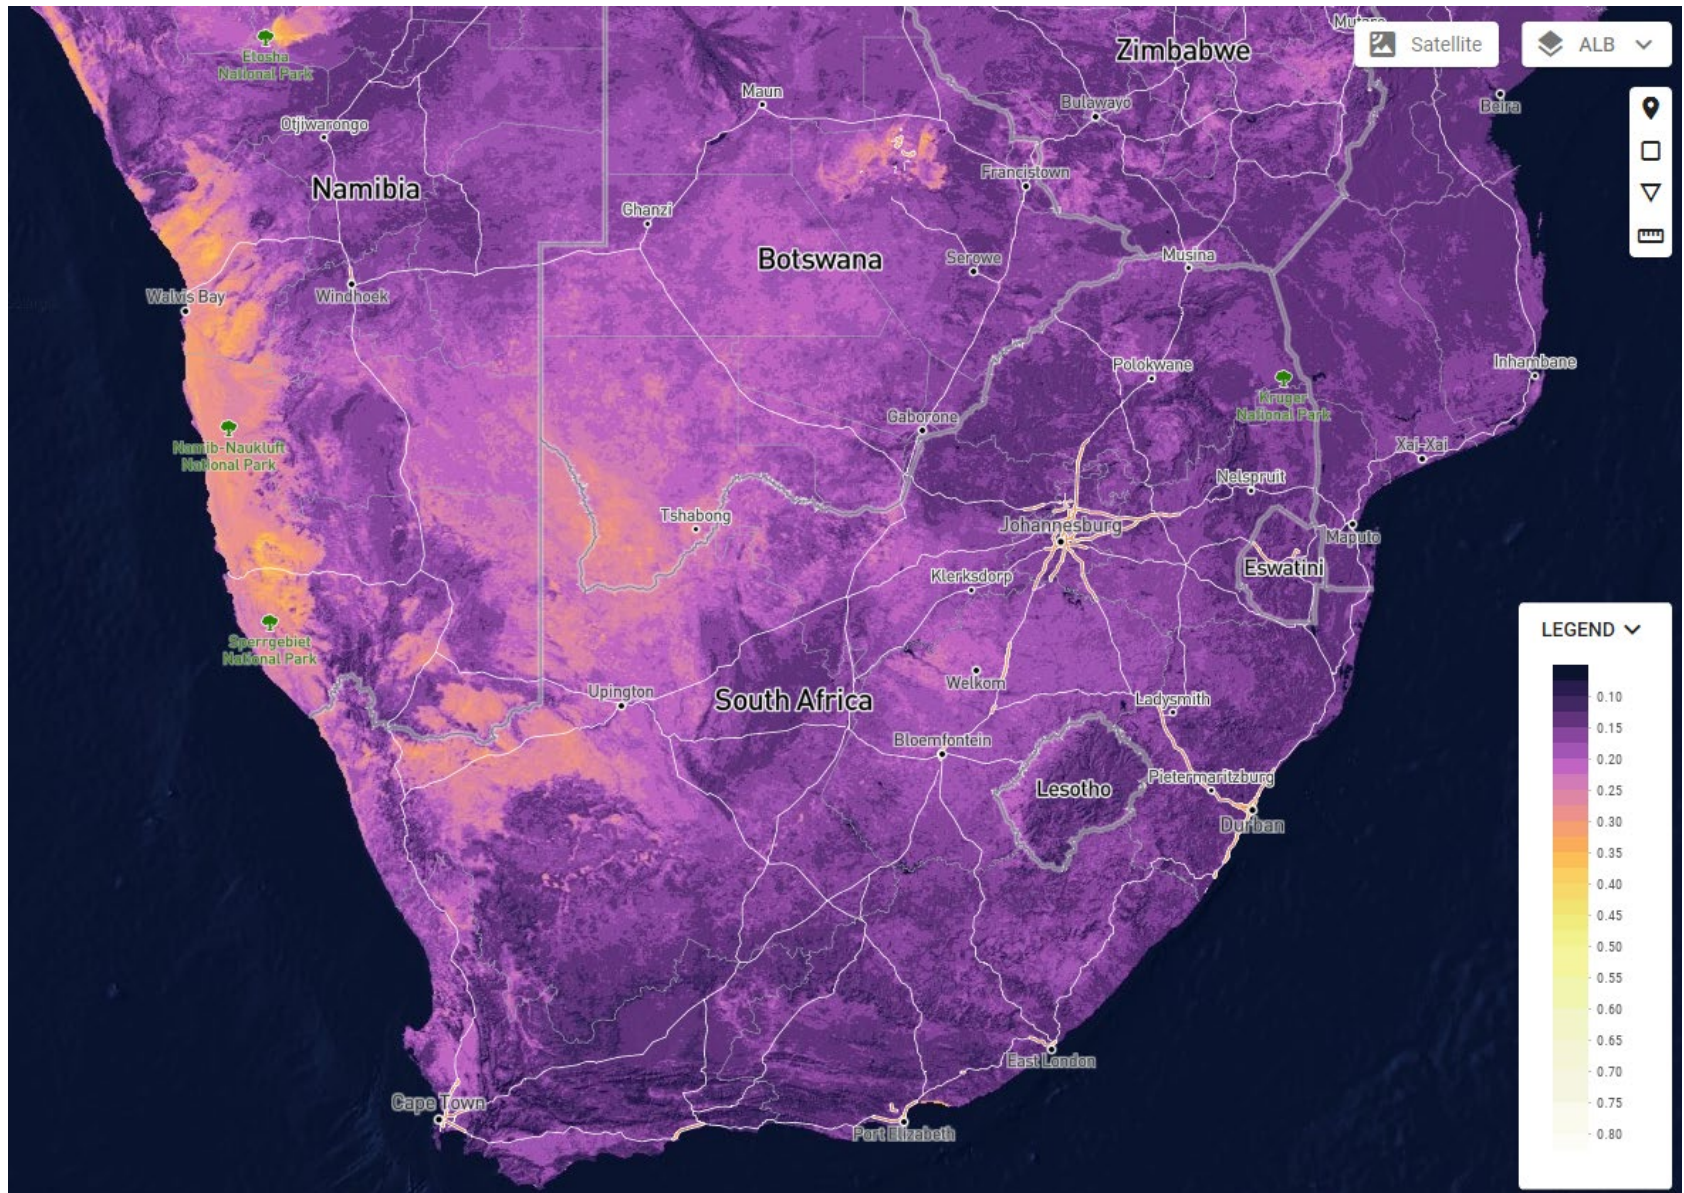 Mutare
Zimbabwe
Satellite
ALB
Etosha
National Park
Maun
Bulawayo
Beira
Otjiwarongo
Namibia
Francistown
Ghanzi
Botswana
Serowe
Musina
Walvis Bay
Windhoek
Polokwane
Inhambane
Kruger
National Park
Gaborone
Namib-Naukluft
National Park
Xai-Xai
Nelspruit
Tshabong
Johannesburg
Maputo
Eswatini
Klerksdorp
Sperrgebiet
National Park
Welkom
Upington
South Africa
Ladysmith
Bloemfontein
Lesotho
Pietermaritzburg
Durban
East London
Cape Town
Port Elizabeth
LEGEND
0.10
0.15
0.20
0.25
0.30
0.35
0.40
0.45
0.50
0.55
0.60
0.65
0.70
0.75
0.80